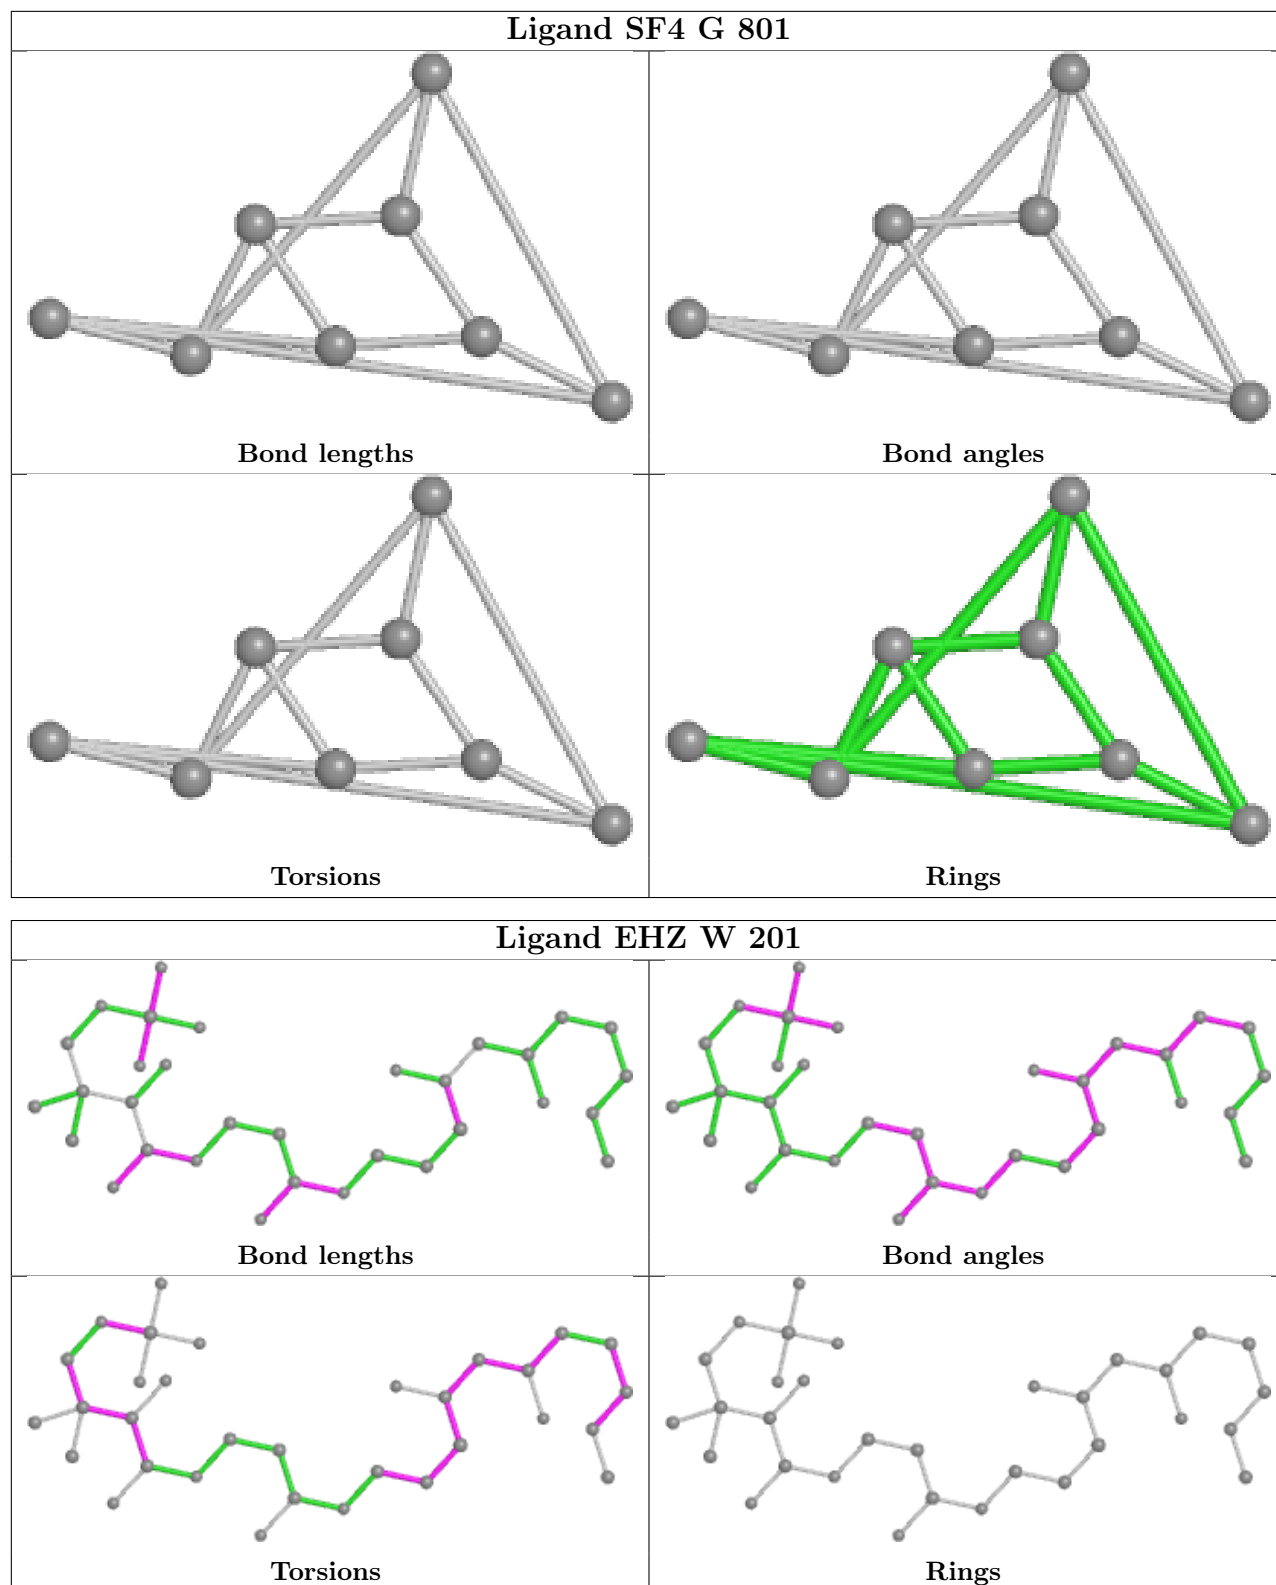 Ligand SF4 G 801
Bond lengths
Bond angles
Torsions
Rings
Ligand EHZ W 201
Bond lengths
Bond angles
Torsions
Rings